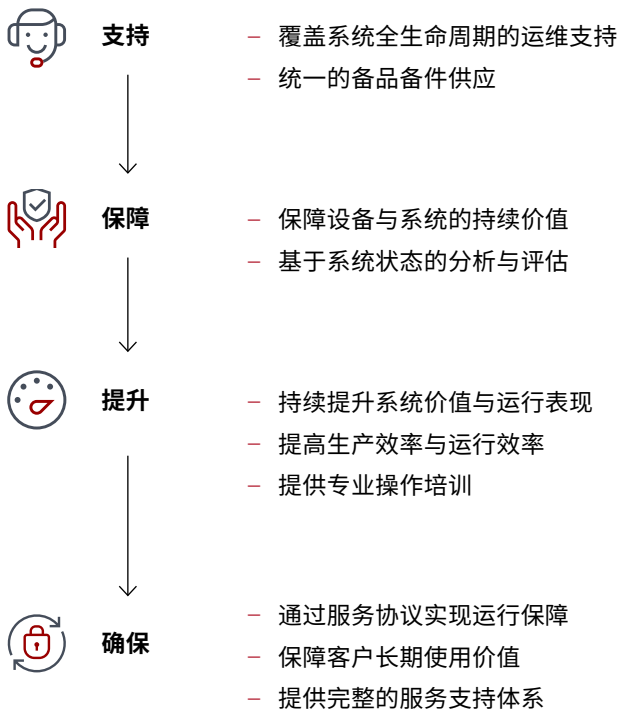 支持
– 覆盖系统全生命周期的运维支持
– 统一的备品备件供应
保障
– 保障设备与系统的持续价值
– 基于系统状态的分析与评估
提升
– 持续提升系统价值与运行表现
– 提高生产效率与运行效率
– 提供专业操作培训
确保
– 通过服务协议实现运行保障
– 保障客户长期使用价值
– 提供完整的服务支持体系